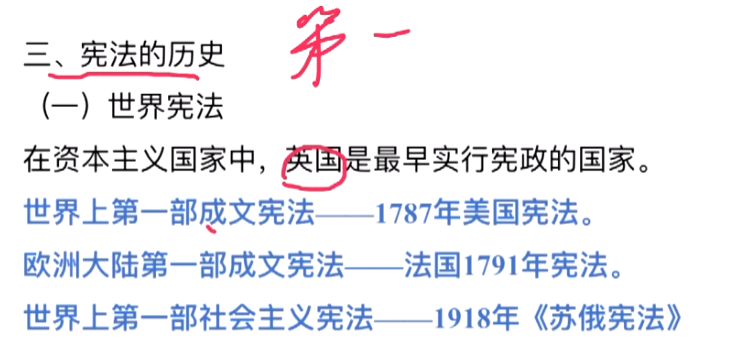 三、宪法的历史 第一
（一）世界宪法
在资本主义国家中，英国是最早实行宪政的国家。
世界上第一部成文宪法——1787年美国宪法。
欧洲大陆第一部成文宪法——法国1791年宪法。
世界上第一部社会主义宪法——1918年《苏俄宪法》